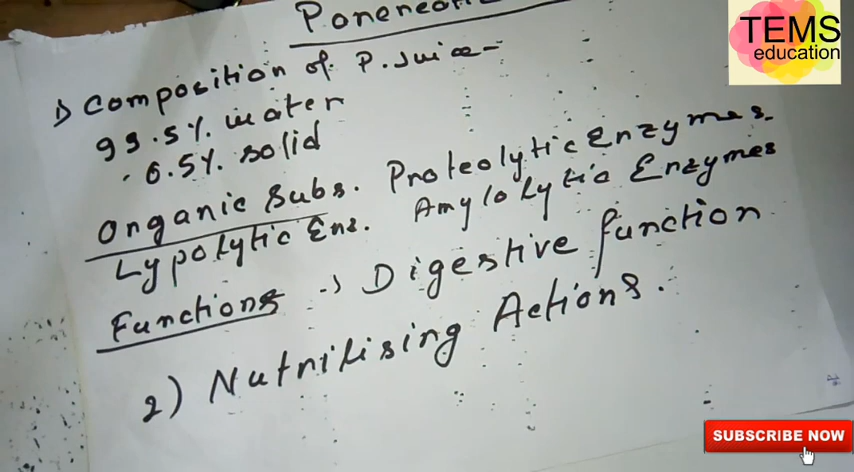 TEMS
education
1) Composition of P. Juice-
99.5% water
0.5% solid
Organic Subs. Proteolytic Enzymes.
Lypolytic Enz. Amylolytic Enzymes
Functions → Digestive function
2) Nutrilising Actions.
SUBSCRIBE NOW